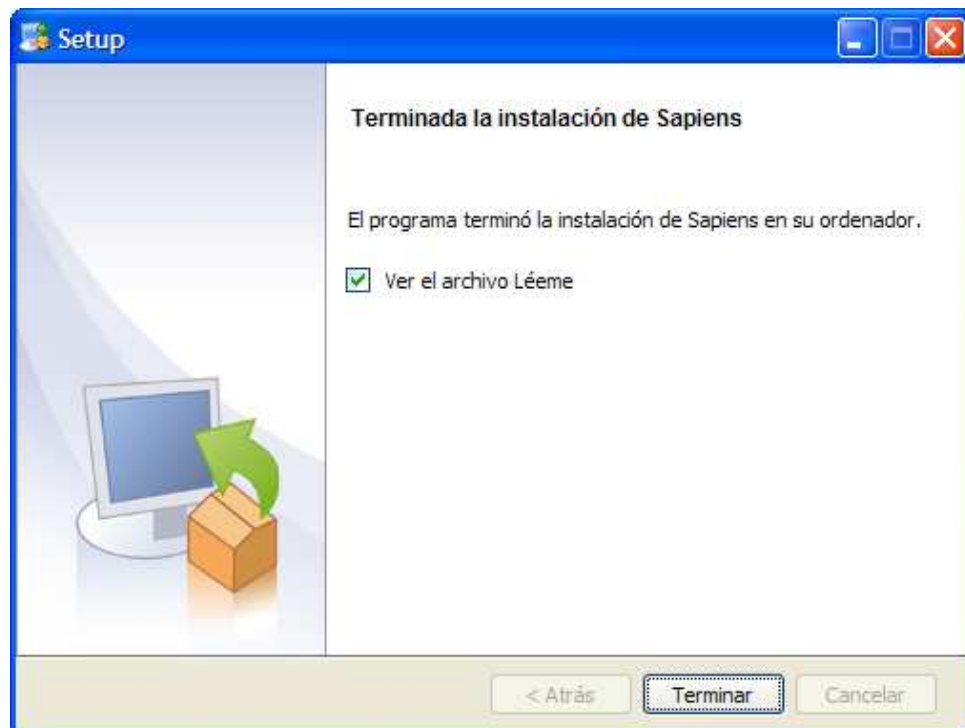 Setup
Terminada la instalación de Sapiens
El programa terminó la instalación de Sapiens en su ordenador.
Ver el archivo Léeme
< Atrás
Terminar
Cancelar